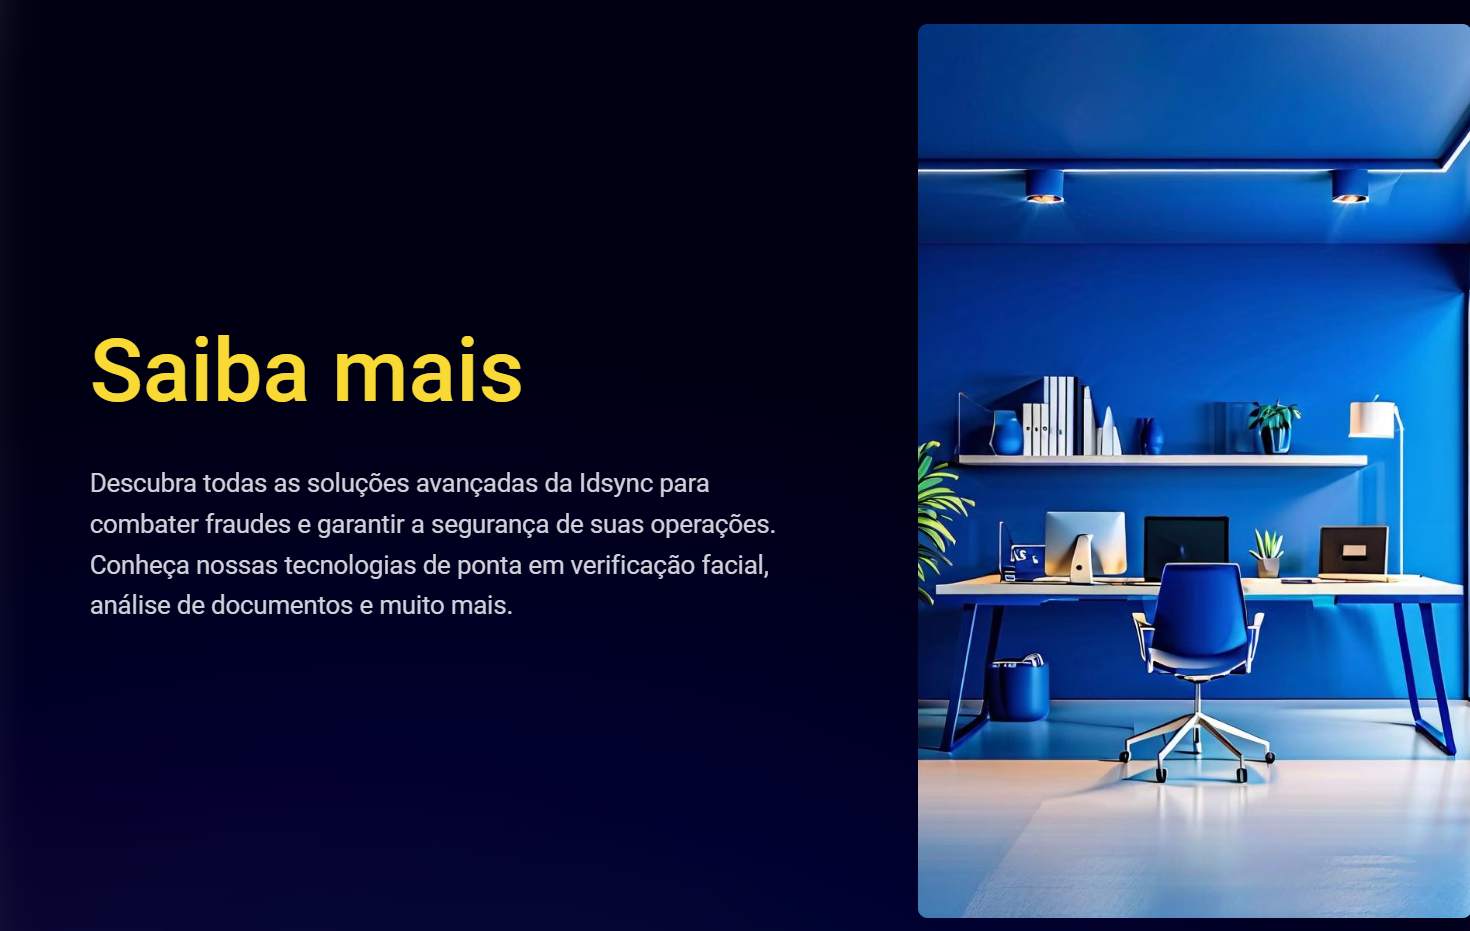 Saiba mais
Descubra todas as soluções avançadas da Idsync para
combater fraudes e garantir a segurança de suas operações.
Conheça nossas tecnologias de ponta em verificação facial,
análise de documentos e muito mais.